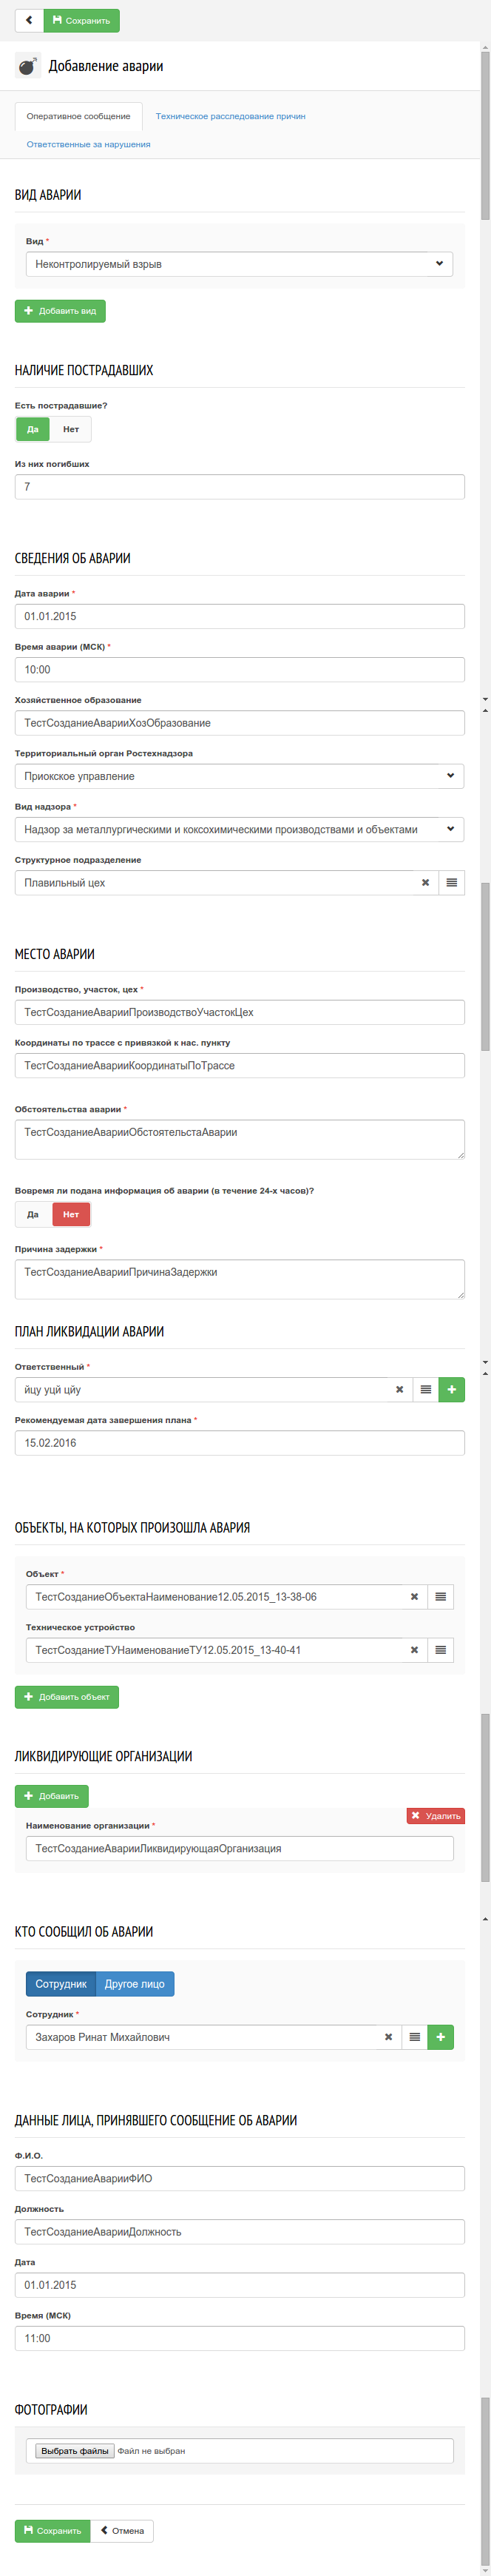 Сохранить
Добавление аварии
Оперативное сообщение
Техническое расследование причин
Ответственные за нарушения
ВИД АВАРИИ
Вид *
Неконтролируемый взрыв
Добавить вид
НАЛИЧИЕ ПОСТРАДАВШИХ
Есть пострадавшие?
Да Нет
Из них погибших
7
СВЕДЕНИЯ ОБ АВАРИИ
Дата аварии *
01.01.2015
Время аварии (МСК) *
10:00
Хозяйственное образование
ТестСозданиеАварииХозОбразование
Территориальный орган Ростехнадзора
Приокское управление
Вид надзора *
Надзор за металлургическими и коксохимическими производствами и объектами
Структурное подразделение
Плавильный цех
МЕСТО АВАРИИ
Производство, участок, цех *
ТестСозданиеАварииПроизводствоУчастокЦех
Координаты по трассе с привязкой к нас. пункту
ТестСозданиеАварииКоординатыПоТрассе
Обстоятельства аварии *
ТестСозданиеАварииОбстоятельстаАварии
Вовремя ли подана информация об аварии (в течение 24-х часов)?
Да Нет
Причина задержки *
ТестСозданиеАварииПричинаЗадержки
ПЛАН ЛИКВИДАЦИИ АВАРИИ
Ответственный *
йцу уцй цйу
Рекомендуемая дата завершения плана *
15.02.2016
ОБЪЕКТЫ, НА КОТОРЫХ ПРОИЗОШЛА АВАРИЯ
Объект *
ТестСозданиеОбъектаНаименование12.05.2015_13-38-06
Техническое устройство
ТестСозданиеТУНаименованиеТУ12.05.2015_13-40-41
Добавить объект
ЛИКВИДИРУЮЩИЕ ОРГАНИЗАЦИИ
Добавить
Удалить
Наименование организации *
ТестСозданиеАварииЛиквидирующаяОрганизация
КТО СООБЩИЛ ОБ АВАРИИ
Сотрудник Другое лицо
Сотрудник *
Захаров Ринат Михайлович
ДАННЫЕ ЛИЦА, ПРИНЯВШЕГО СООБЩЕНИЕ ОБ АВАРИИ
Ф.И.О.
ТестСозданиеАварииФИО
Должность
ТестСозданиеАварииДолжность
Дата
01.01.2015
Время (МСК)
11:00
ФОТОГРАФИИ
Выбрать файлы Файл не выбран
Сохранить Отмена